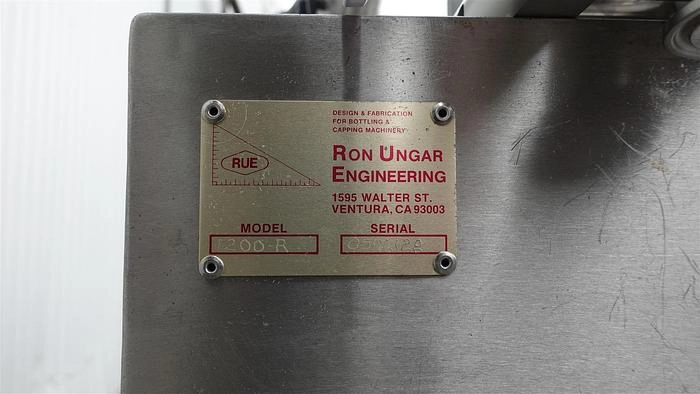 DESIGN & FABRICATION
FOR BOTTLING &
CAPPING MACHINERY
RUE
RON UNGAR
ENGINEERING
1595 WALTER ST.
VENTURA, CA 93003
MODEL
SERIAL